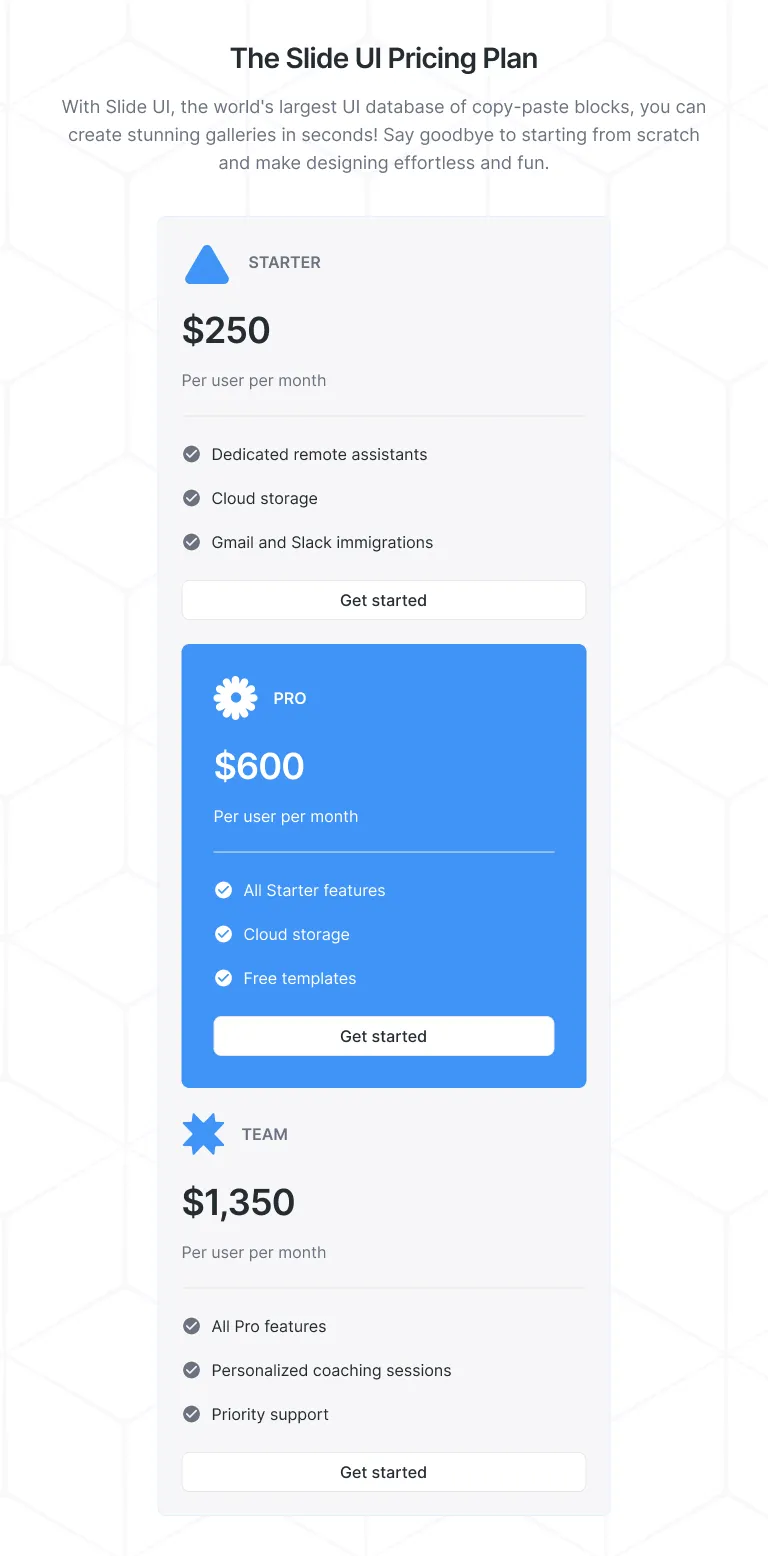 The Slide UI Pricing Plan
With Slide UI, the world's largest UI database of copy-paste blocks, you can
create stunning galleries in seconds! Say goodbye to starting from scratch
and make designing effortless and fun.
STARTER
$250
Per user per month
Dedicated remote assistants
Cloud storage
Gmail and Slack immigrations
Get started
PRO
$600
Per user per month
All Starter features
Cloud storage
Free templates
Get started
TEAM
$1,350
Per user per month
All Pro features
Personalized coaching sessions
Priority support
Get started